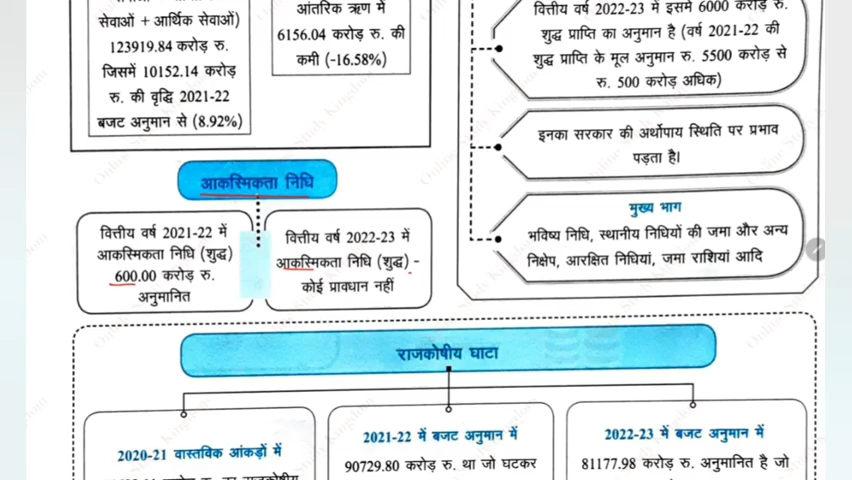 सेवाओं + आर्थिक सेवाओं)
123919.84 करोड़ रु.
जिसमें 10152.14 करोड़
रु. की वृद्धि 2021-22
बजट अनुमान से (8.92%)
आंतरिक ऋण में
6156.04 करोड़ रु. की
कमी (-16.58%)
वित्तीय वर्ष 2022-23 में इसमें 6000 करोड़ रु.
शुद्ध प्राप्ति का अनुमान है (वर्ष 2021-22 की
शुद्ध प्राप्ति के मूल अनुमान रु. 5500 करोड़ से
रु. 500 करोड़ अधिक)
इनका सरकार की अर्थोपाय स्थिति पर प्रभाव
पड़ता है।
मुख्य भाग
भविष्य निधि, स्थानीय निधियों की जमा और अन्य
निक्षेप, आरक्षित निधियां, जमा राशियां आदि
आकस्मिकता निधि
वित्तीय वर्ष 2021-22 में
आकस्मिकता निधि (शुद्ध)
600.00 करोड़ रु.
अनुमानित
वित्तीय वर्ष 2022-23 में
आकस्मिकता निधि (शुद्ध) -
कोई प्रावधान नहीं
राजकोषीय घाटा
2020-21 वास्तविक आंकड़ों में
2021-22 में बजट अनुमान में
90729.80 करोड़ रु. था जो घटकर
2022-23 में बजट अनुमान में
81177.98 करोड़ रु. अनुमानित है जो